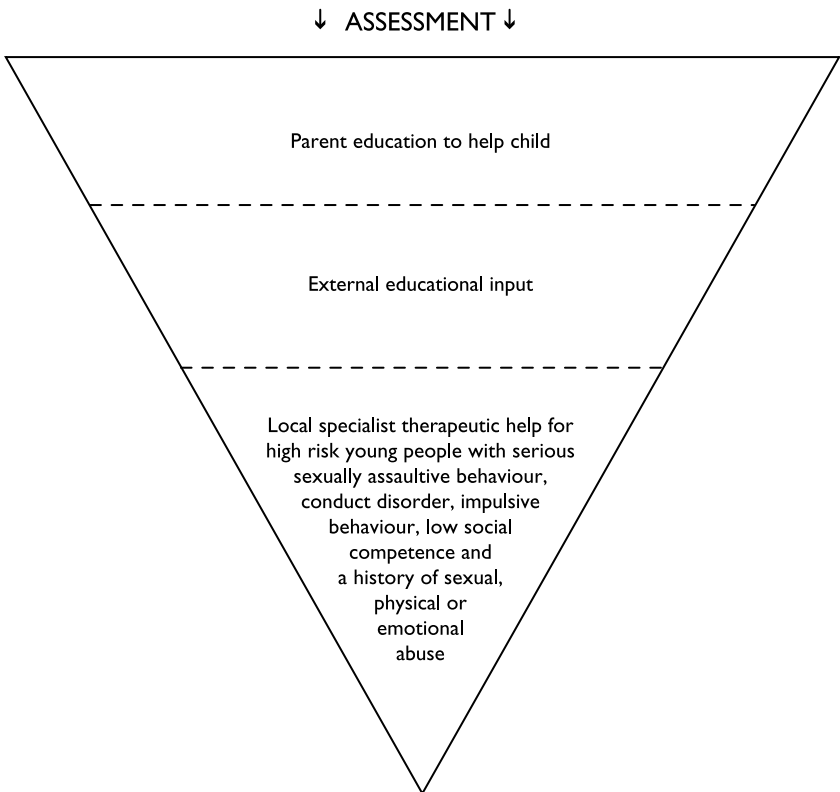 ↓ ASSESSMENT ↓
Parent education to help child
External educational input
Local specialist therapeutic help for
high risk young people with serious
sexually assaultive behaviour,
conduct disorder, impulsive
behaviour, low social
competence and
a history of sexual,
physical or
emotional
abuse